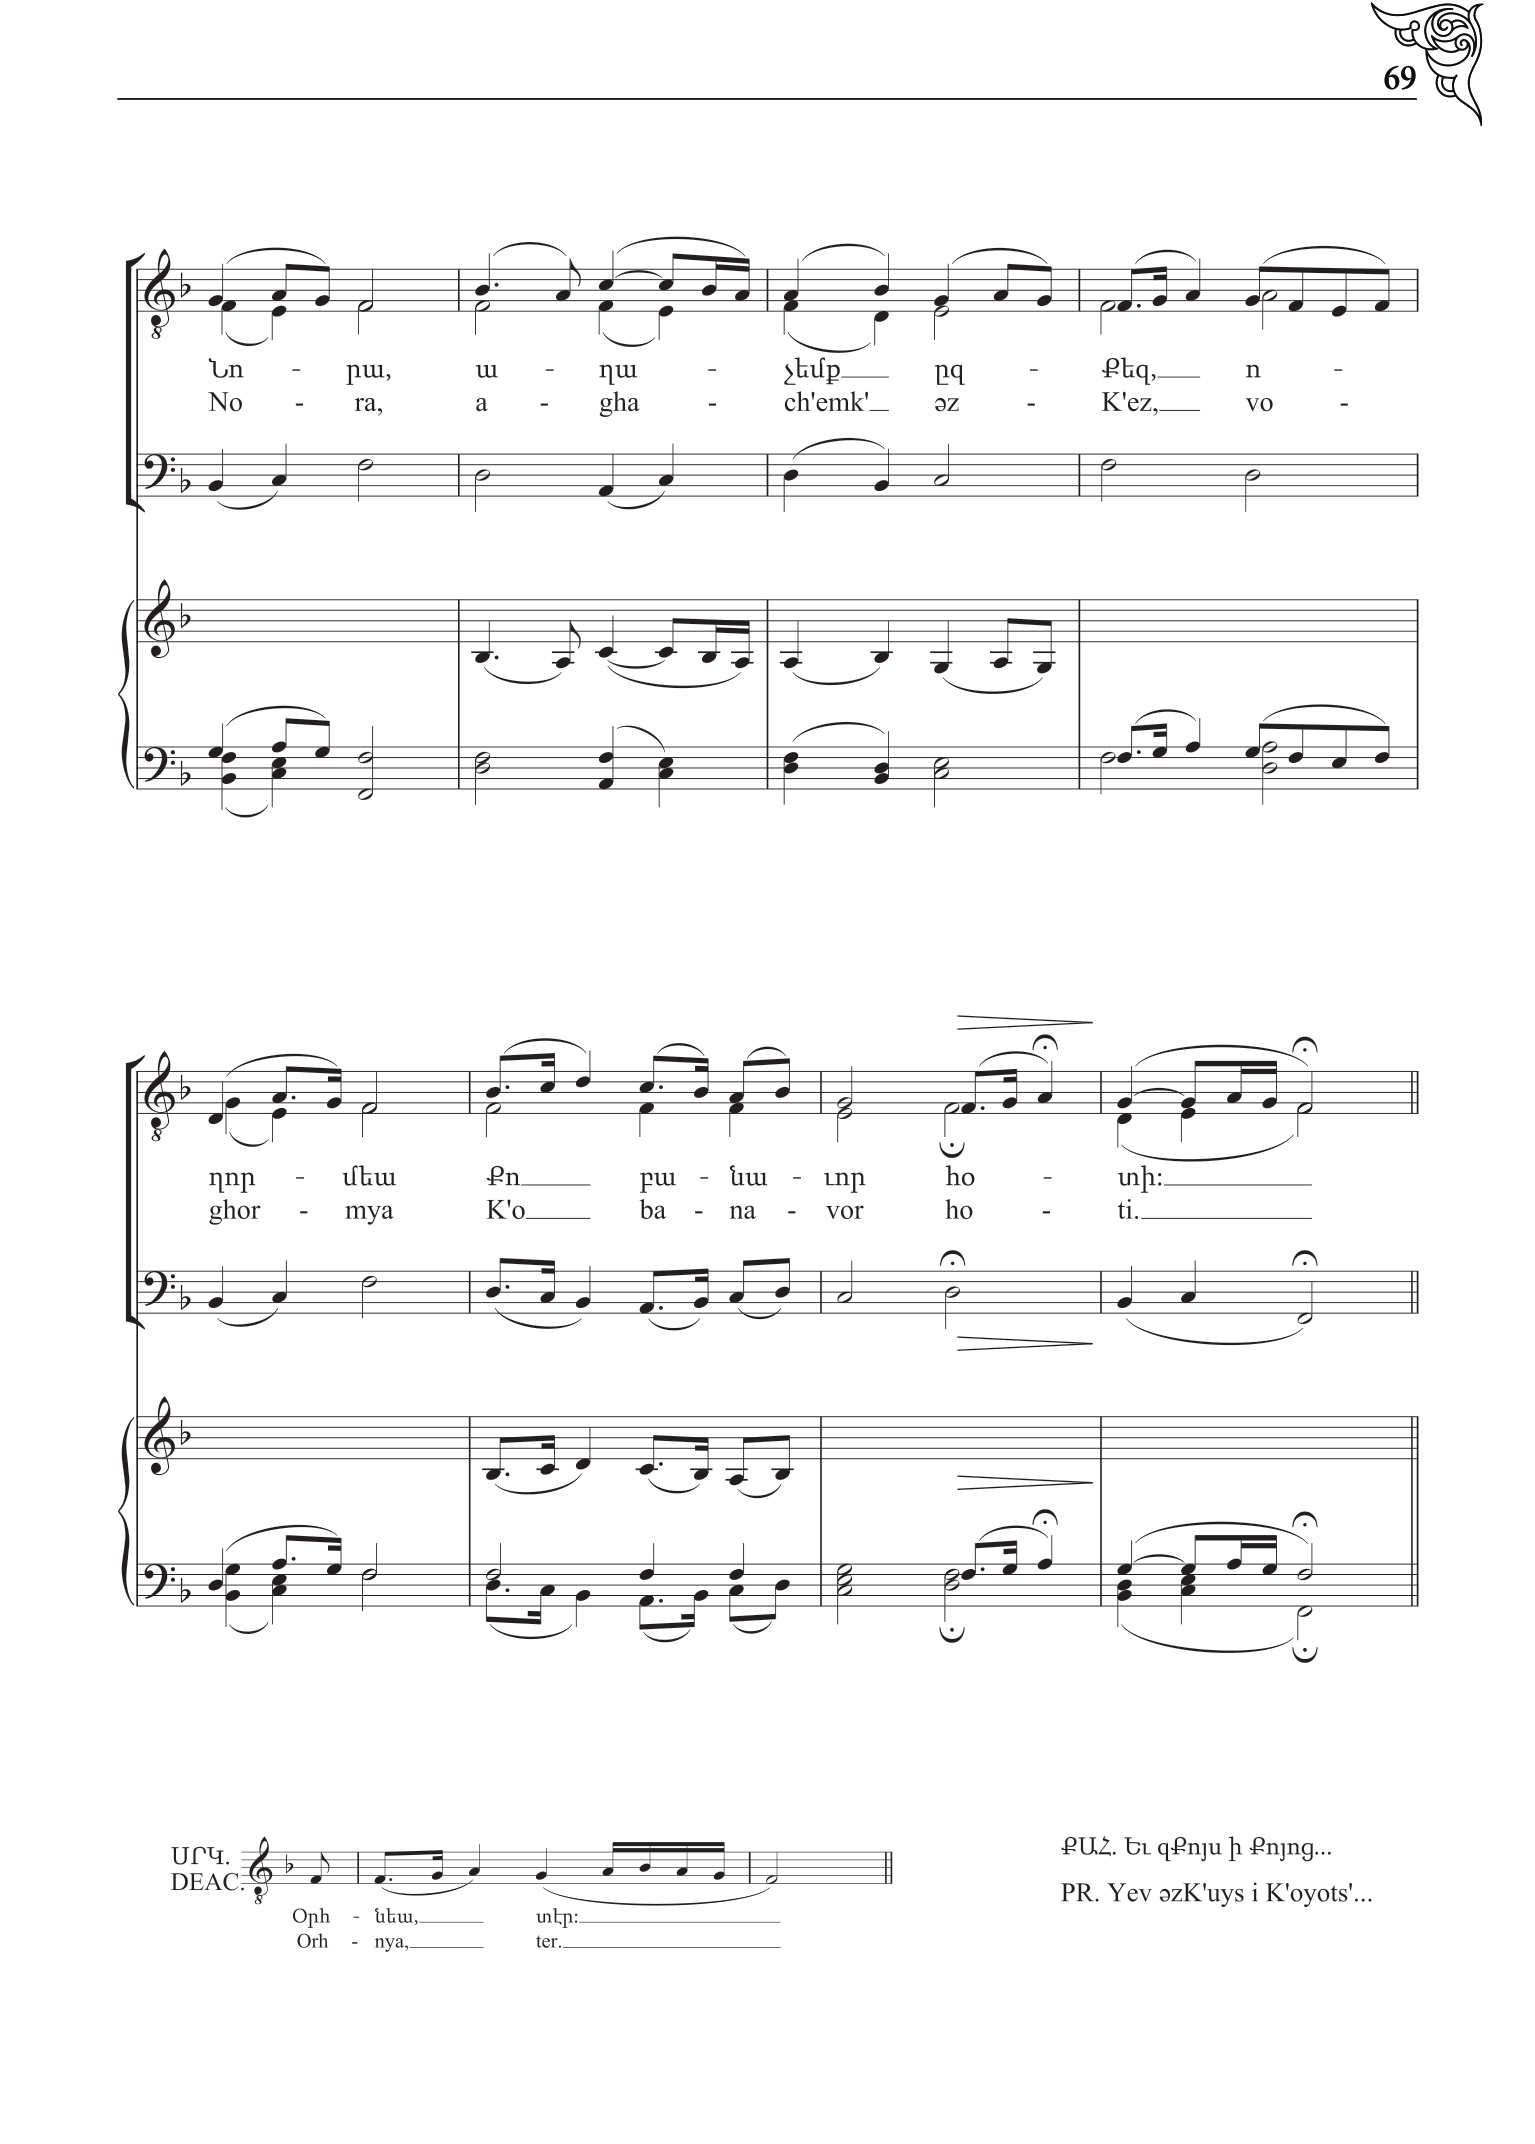 69
Նո - րա, ա - ղա - չեմք ըզ - Քեզ, ո -
No - ra, a - gha - ch'emk' əz - K'ez, vo -
ղոր - մեա Քո բա - նա - ւոր հօ - տի:
ghor - mya K'o ba - na - vor ho - ti.
ՍՐԿ.
DEAC.
Օրհ - նեա, տէր:
Orh - nya, ter.
ՔԱՀ. Եւ զՔոյս ի Քոյոց...
PR. Yev əzK'uys i K'oyots'...